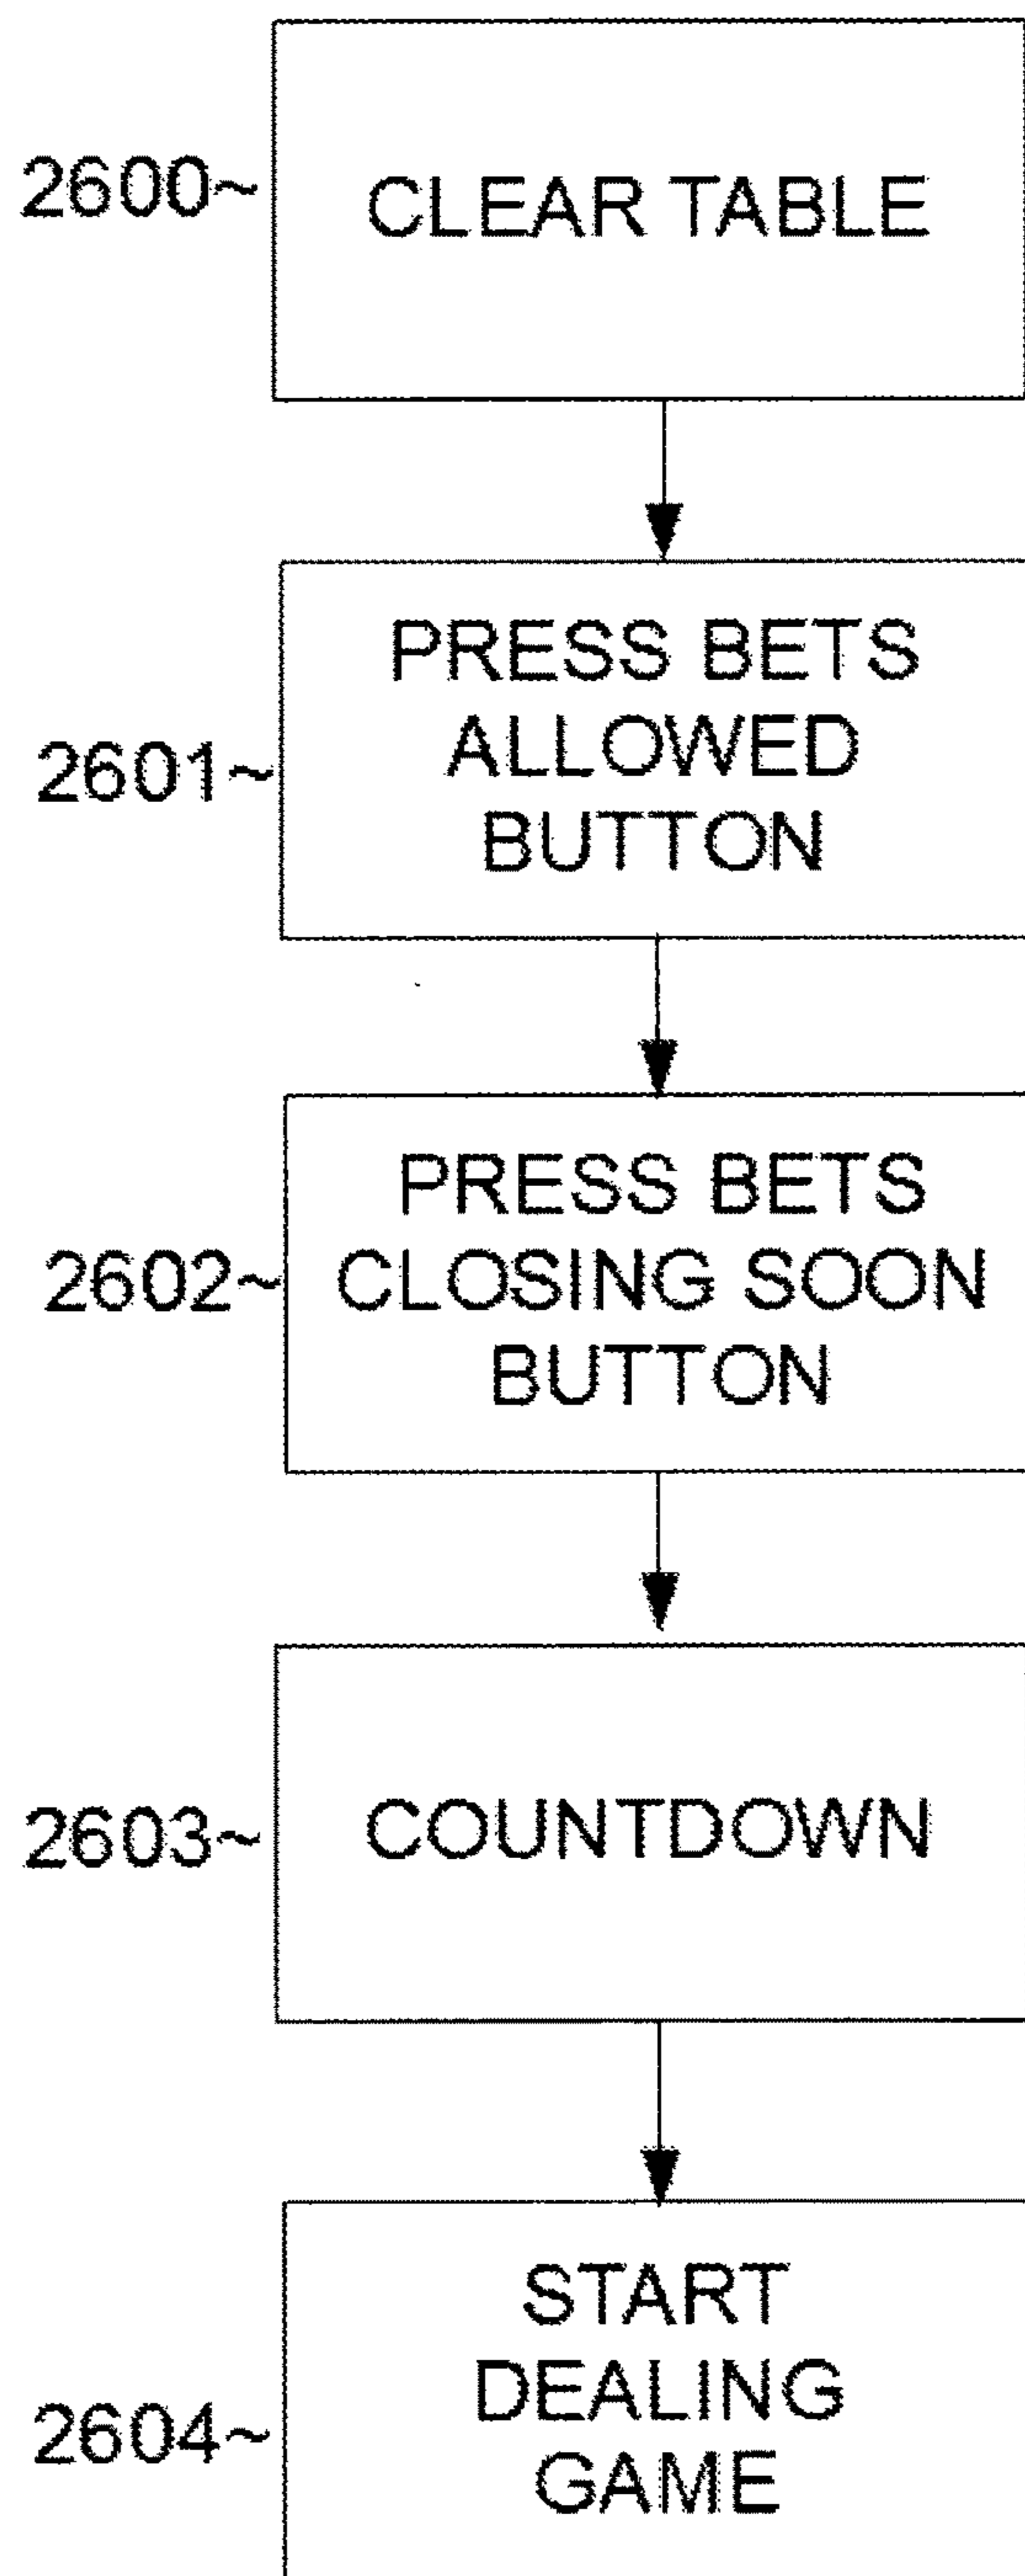 2600~ CLEAR TABLE
PRESS BETS
2601~ ALLOWED
BUTTON
PRESS BETS
2602~ CLOSING SOON
BUTTON
2603~ COUNTDOWN
START
DEALING
2604~
GAME